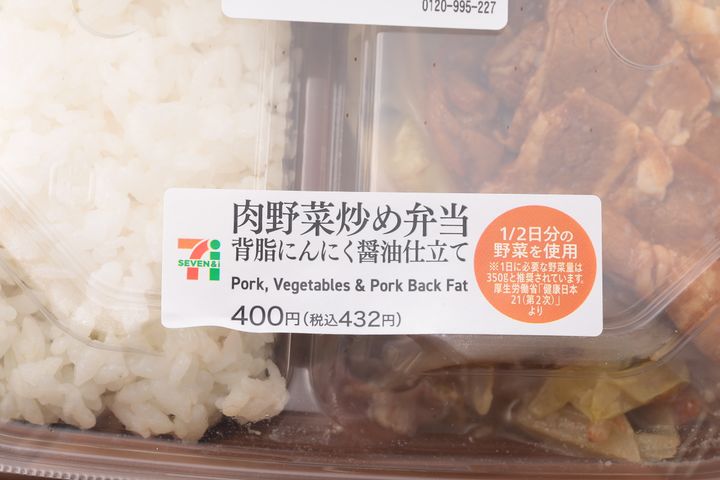 0120-995-227
肉野菜炒め弁当
背脂にんにく醤油仕立て
SEVEN&i
Pork, Vegetables & Pork Back Fat
400円(税込432円)
1/2日分の
野菜を使用
※1日に必要な野菜量は
350gと推奨されています。
厚生労働省「健康日本
21(第2次)」
より